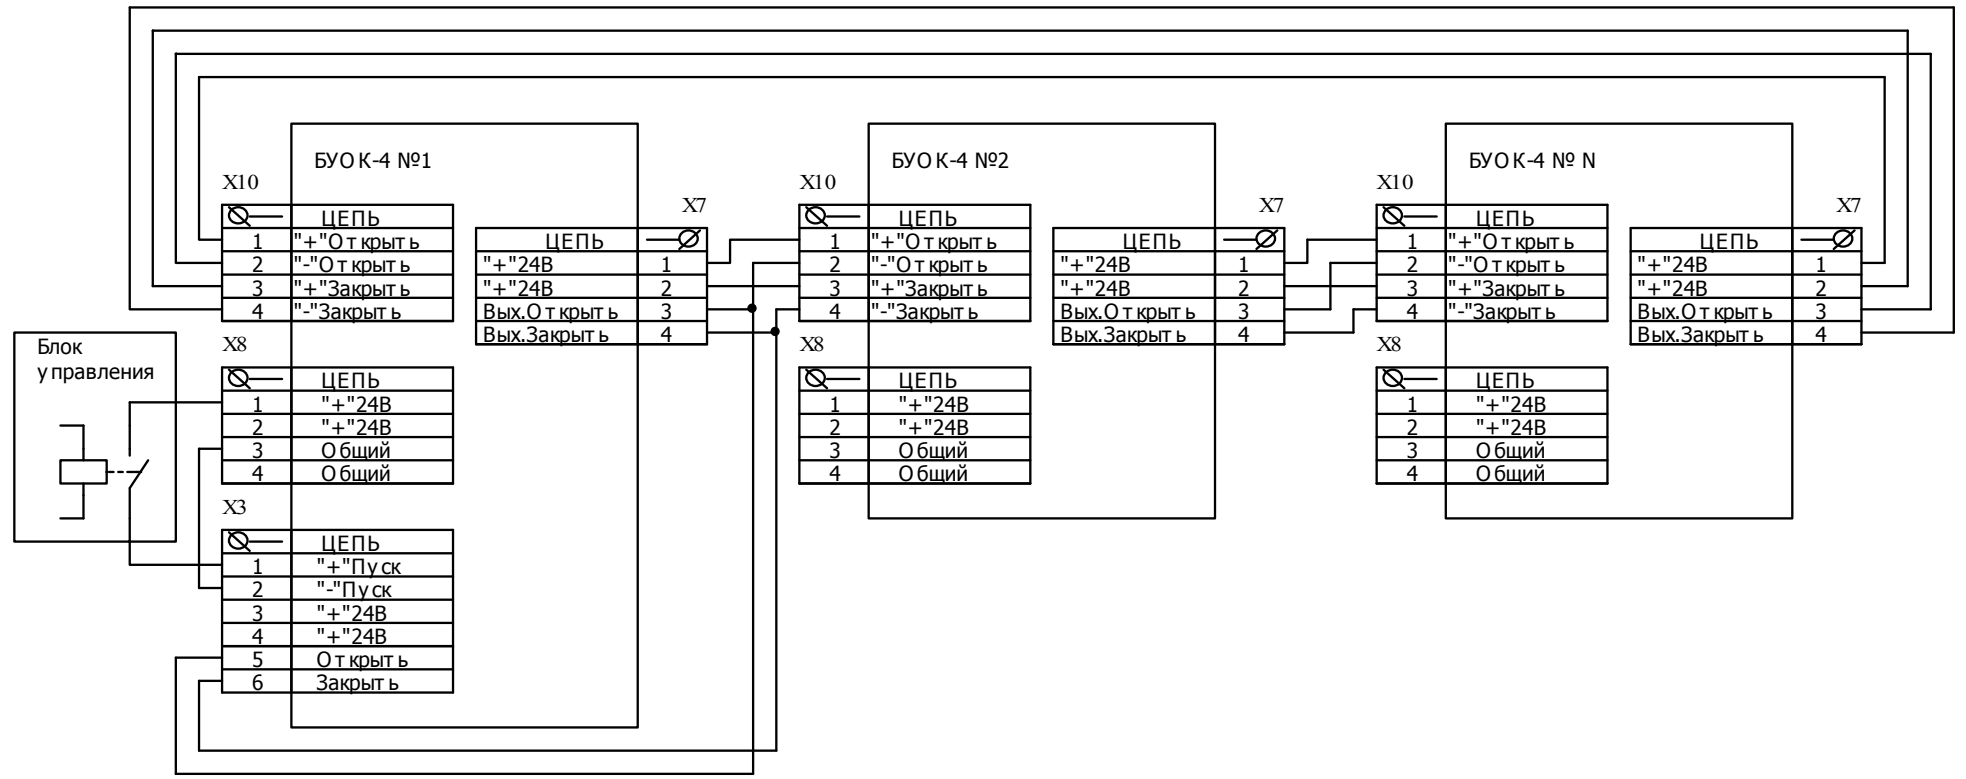 БУОК-4 №1
X10
ЦЕПЬ
1 "+"Открыть
2 "-"Открыть
3 "+"Закрыть
4 "-"Закрыть
X7
ЦЕПЬ
"+"24В 1
"+"24В 2
Вых.Открыть 3
Вых.Закрыть 4
X8
ЦЕПЬ
1 "+"24В
2 "+"24В
3 Общий
4 Общий
X3
ЦЕПЬ
1 "+"Пуск
2 "-"Пуск
3 "+"24В
4 "+"24В
5 Открыть
6 Закрыть
Блок
управления
БУОК-4 №2
X10
ЦЕПЬ
1 "+"Открыть
2 "-"Открыть
3 "+"Закрыть
4 "-"Закрыть
X7
ЦЕПЬ
"+"24В 1
"+"24В 2
Вых.Открыть 3
Вых.Закрыть 4
X8
ЦЕПЬ
1 "+"24В
2 "+"24В
3 Общий
4 Общий
БУОК-4 № N
X10
ЦЕПЬ
1 "+"Открыть
2 "-"Открыть
3 "+"Закрыть
4 "-"Закрыть
X7
ЦЕПЬ
"+"24В 1
"+"24В 2
Вых.Открыть 3
Вых.Закрыть 4
X8
ЦЕПЬ
1 "+"24В
2 "+"24В
3 Общий
4 Общий